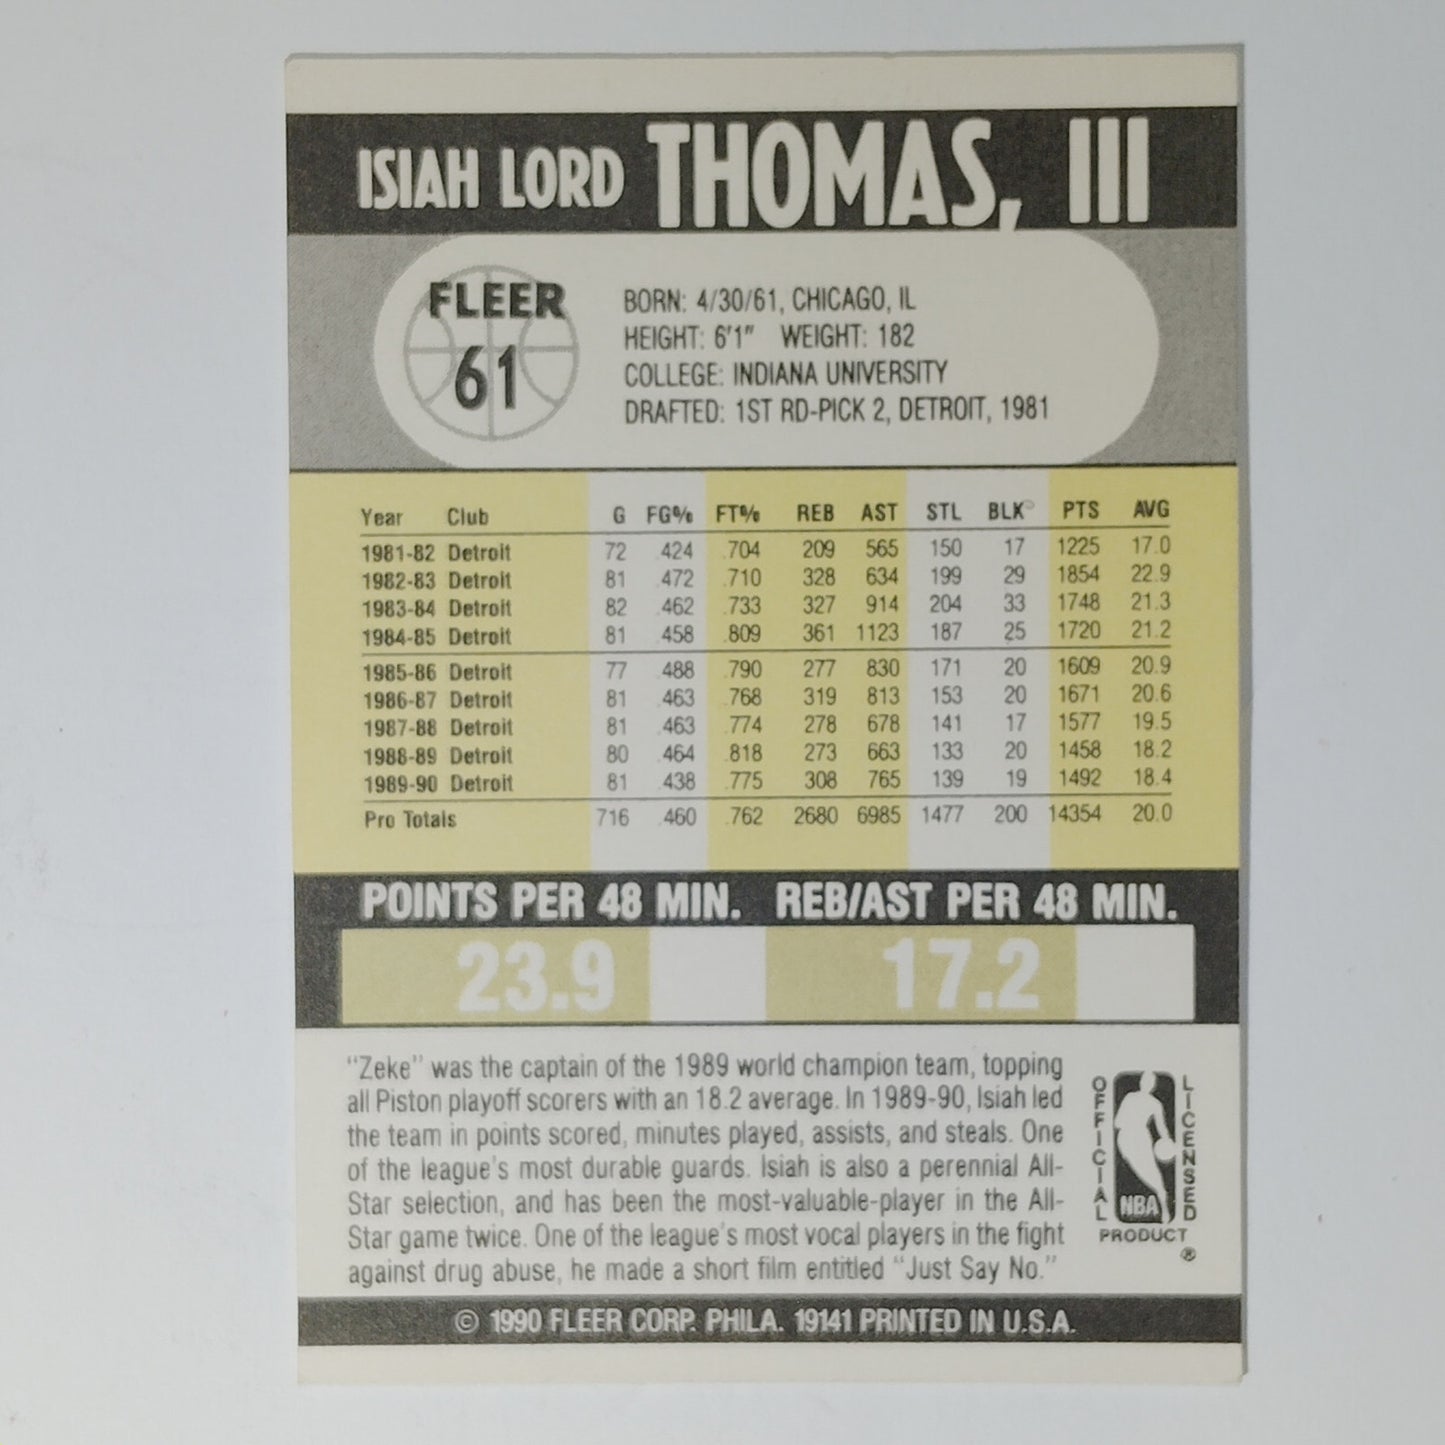 ISIAH LORD THOMAS, III
FLEER
61
BORN: 4/30/61, CHICAGO, IL
HEIGHT: 6'1" WEIGHT: 182
COLLEGE: INDIANA UNIVERSITY
DRAFTED: 1ST RD-PICK 2, DETROIT, 1981
Year Club G FG% FT% REB AST STL BLK PTS AVG
1981-82 Detroit 72 .424 .704 209 565 150 17 1225 17.0
1982-83 Detroit 81 .472 .710 328 634 199 29 1854 22.9
1983-84 Detroit 82 .462 .733 327 914 204 33 1748 21.3
1984-85 Detroit 81 .458 .809 361 1123 187 25 1720 21.2
1985-86 Detroit 77 .488 .790 277 830 171 20 1609 20.9
1986-87 Detroit 81 .463 .768 319 813 153 20 1671 20.6
1987-88 Detroit 81 .463 .774 278 678 141 17 1577 19.5
1988-89 Detroit 80 .464 .818 273 663 133 20 1458 18.2
1989-90 Detroit 81 .438 .775 308 765 139 19 1492 18.4
Pro Totals 716 .460 .762 2680 6985 1477 200 14354 20.0
POINTS PER 48 MIN. REB/AST PER 48 MIN.
23.9 17.2
"Zeke" was the captain of the 1989 world champion team, topping
all Piston playoff scorers with an 18.2 average. In 1989-90, Isiah led
the team in points scored, minutes played, assists, and steals. One
of the league's most durable guards. Isiah is also a perennial All-
Star selection, and has been the most-valuable-player in the All-
Star game twice. One of the league's most vocal players in the fight
against drug abuse, he made a short film entitled "Just Say No."
OFFICIAL
LICENSED
NBA
PRODUCT
®
© 1990 FLEER CORP. PHILA. 19141 PRINTED IN U.S.A.